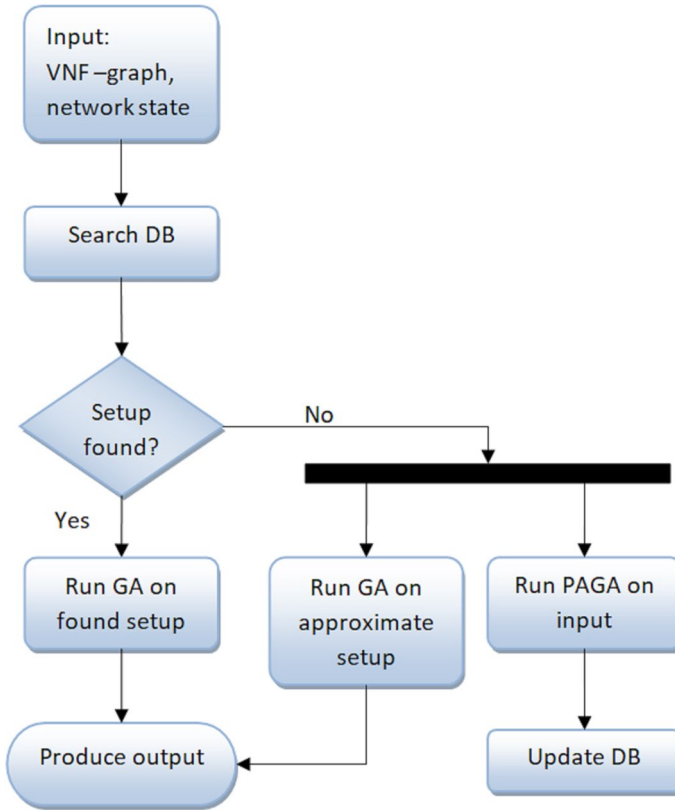 Input:
VNF –graph,
network state
Search DB
Setup
found?
No
Yes
Run GA on
found setup
Run GA on
approximate
setup
Run PAGA on
input
Produce output
Update DB